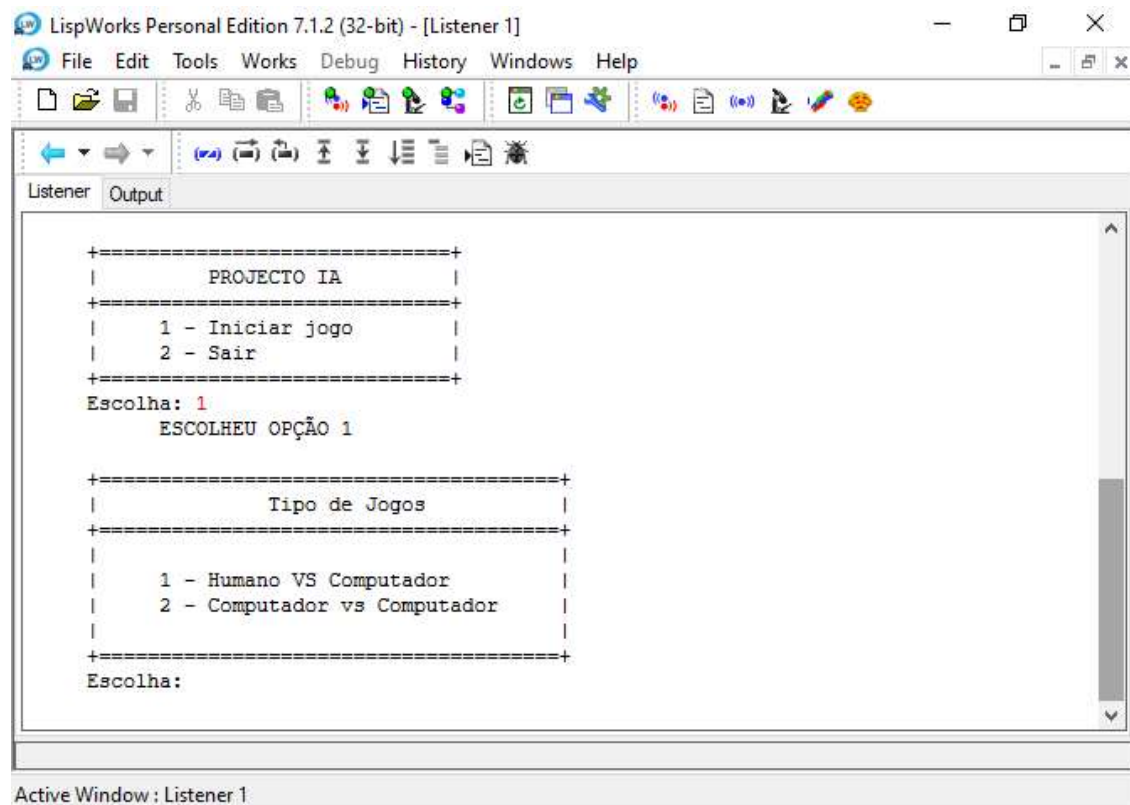 LispWorks Personal Edition 7.1.2 (32-bit) - [Listener 1]
File Edit Tools Works Debug History Windows Help
Listener Output
+=============================+
| PROJECTO IA |
+=============================+
| 1 - Iniciar jogo |
| 2 - Sair |
+=============================+
Escolha: 1
ESCOLHEU OPÇÃO 1
+======================================+
| Tipo de Jogos |
+======================================+
| |
| 1 - Humano VS Computador |
| 2 - Computador vs Computador |
| |
+======================================+
Escolha:
Active Window : Listener 1